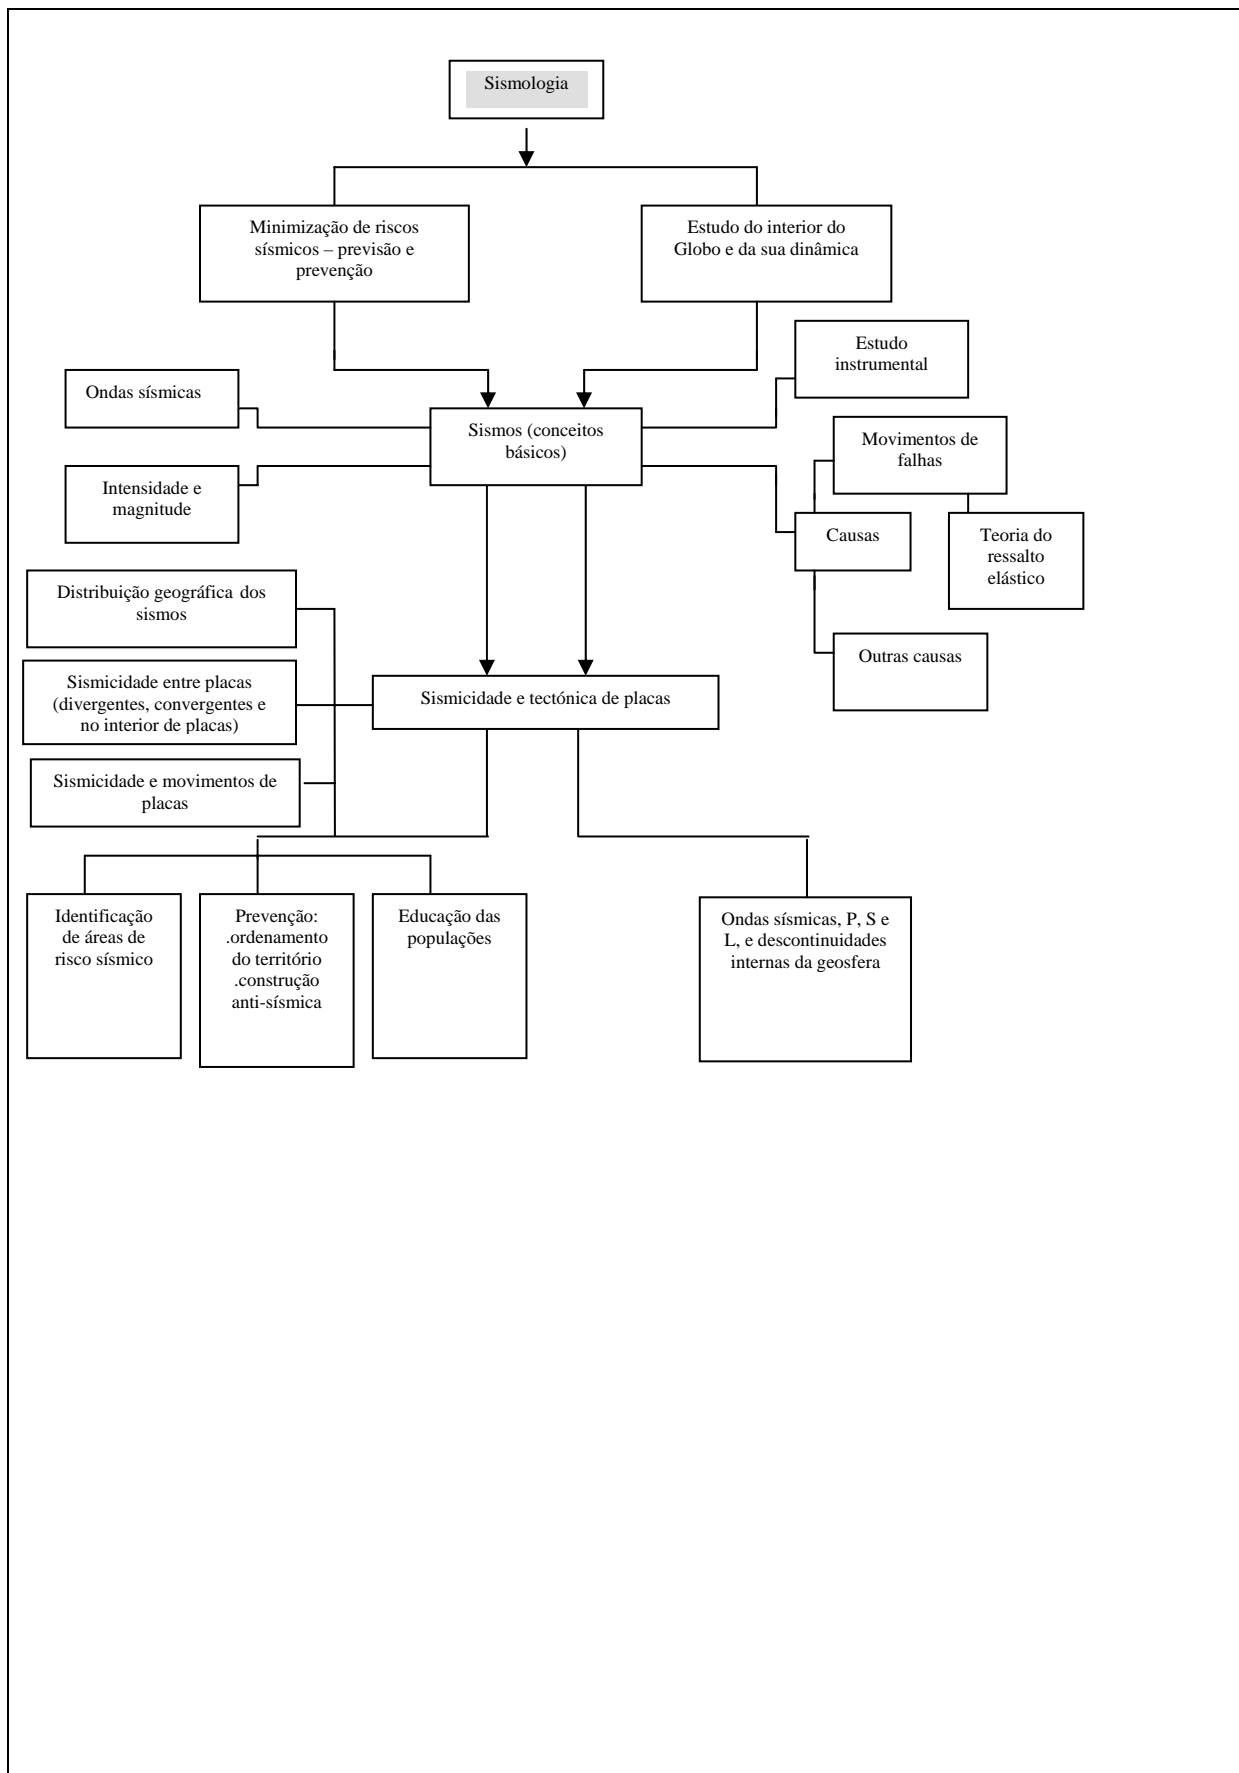 Sismologia
Minimização de riscos
sísmicos – previsão e
prevenção
Estudo do interior do
Globo e da sua dinâmica
Estudo
instrumental
Ondas sísmicas
Sismos (conceitos
básicos)
Movimentos de
falhas
Intensidade e
magnitude
Causas
Teoria do
ressalto
elástico
Distribuição geográfica dos
sismos
Outras causas
Sismicidade entre placas
(divergentes, convergentes e
no interior de placas)
Sismicidade e tectónica de placas
Sismicidade e movimentos de
placas
Identificação
de áreas de
risco sísmico
Prevenção:
.ordenamento
do território
.construção
anti-sísmica
Educação das
populações
Ondas sísmicas, P, S e
L, e descontinuidades
internas da geosfera